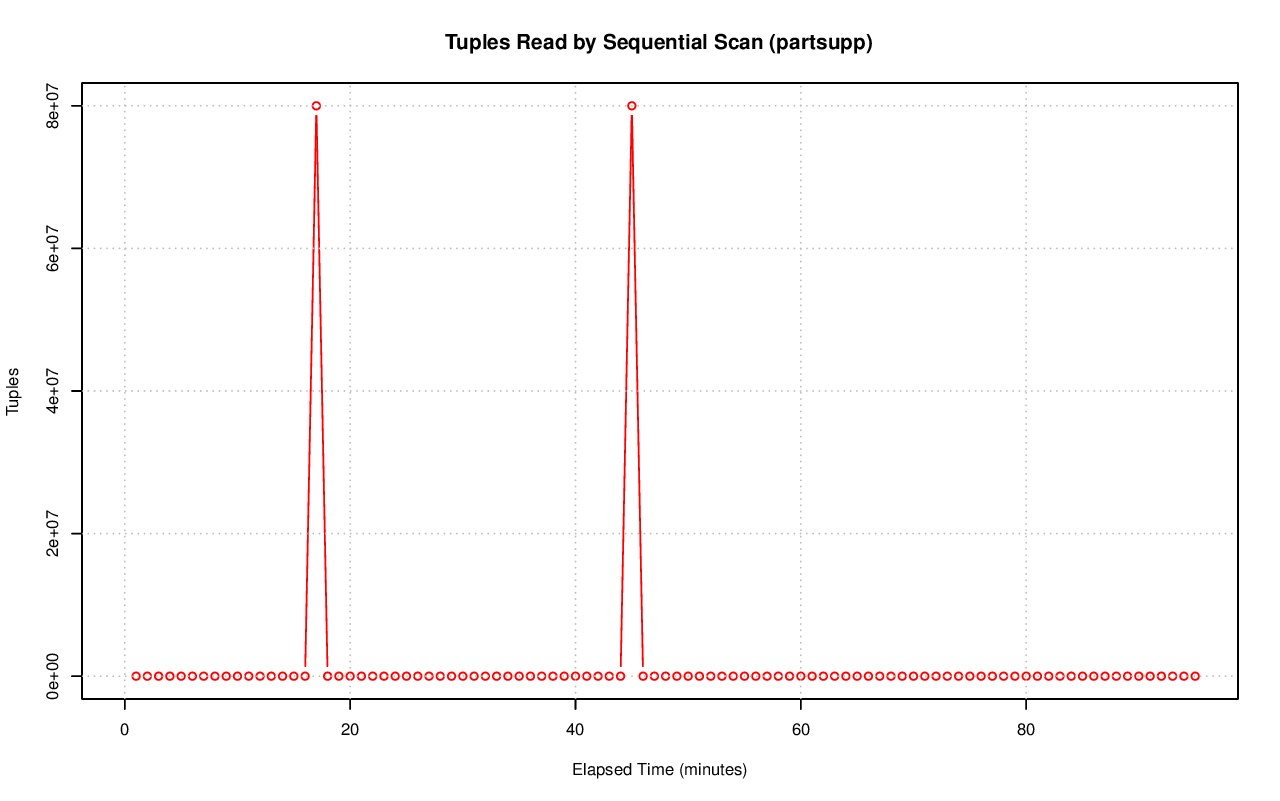 Tuples Read by Sequential Scan (partsupp)
Tuples
8e+07
6e+07
4e+07
2e+07
0e+00
0 20 40 60 80
Elapsed Time (minutes)